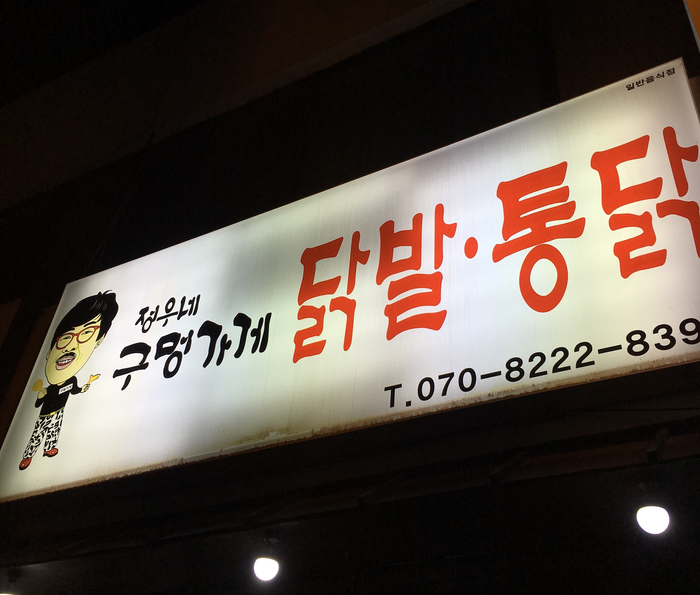 일반음식점
정우네
구멍가게
닭발·통닭
T.070-8222-839